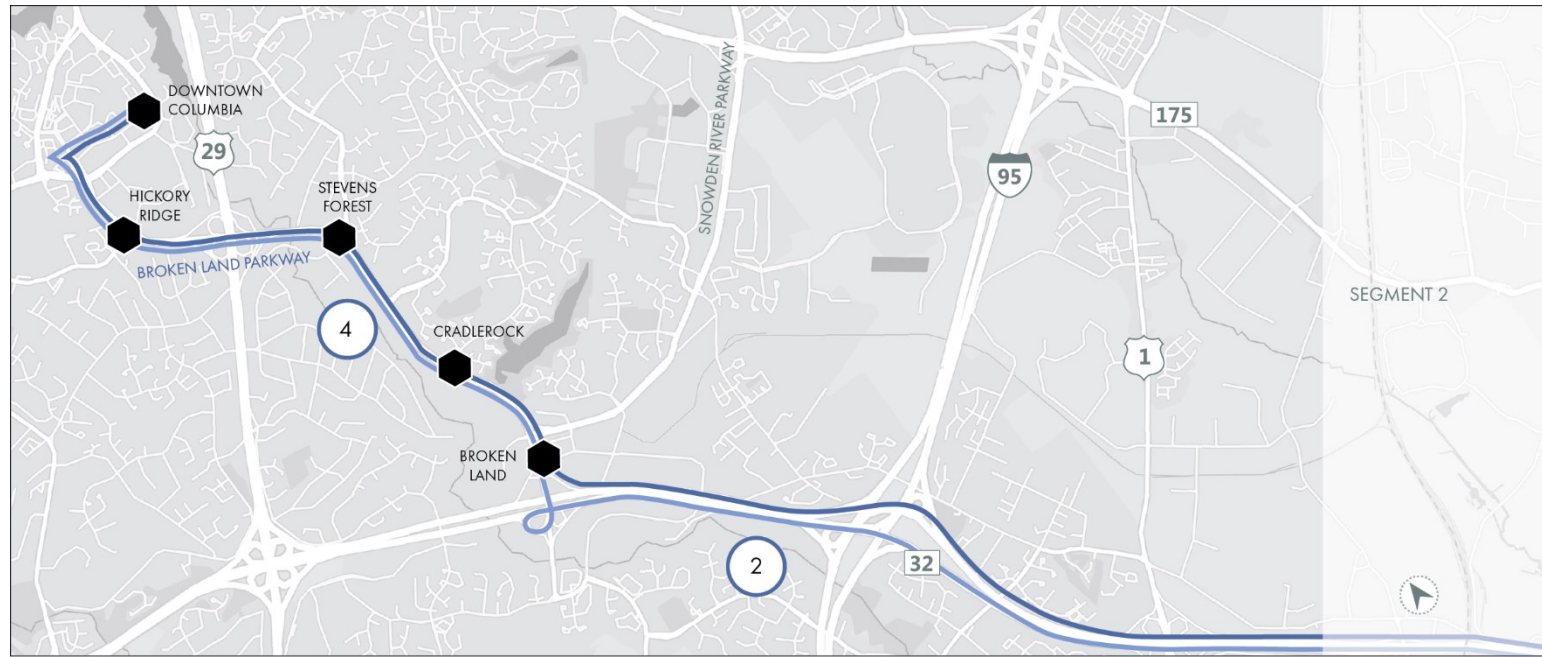 DOWNTOWN
COLUMBIA
29
175
SNOWDEN RIVER PARKWAY
95
HICKORY
RIDGE
STEVENS
FOREST
BROKEN LAND PARKWAY
SEGMENT 2
4
CRADLEROCK
1
BROKEN
LAND
2
32